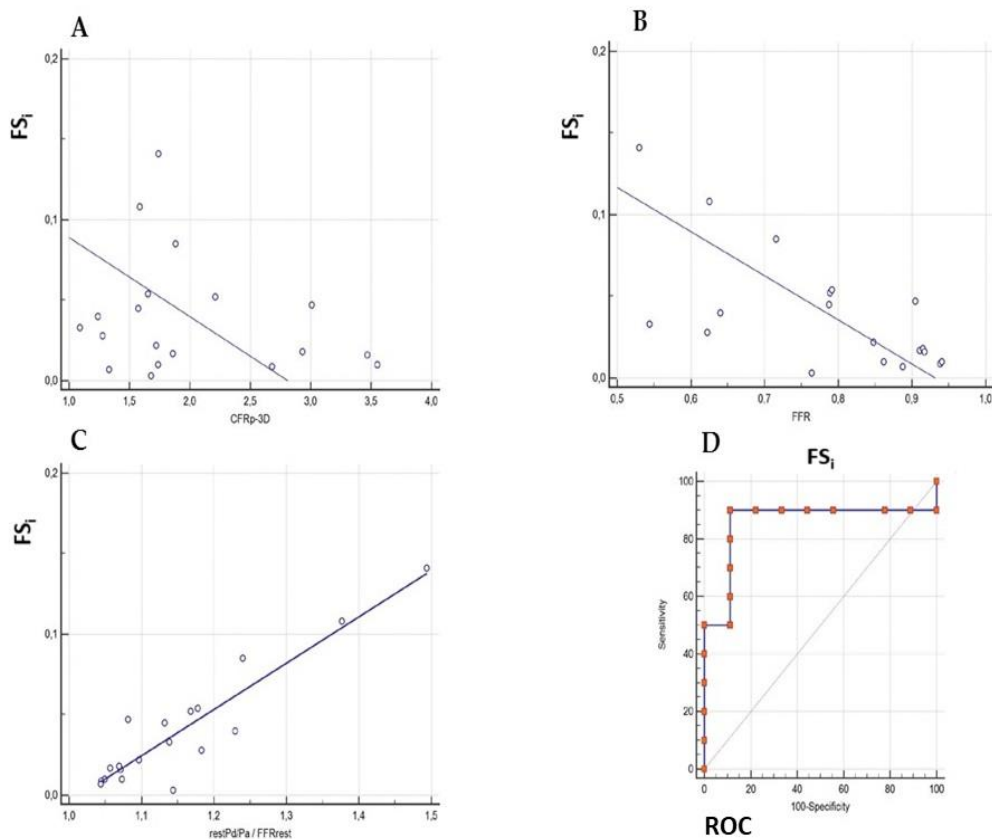 A
0,2
0,1
0,0
FSi
1,0 1,5 2,0 2,5 3,0 3,5 4,0
CFRp-3D
B
0,2
0,1
0,0
FSi
0,5 0,6 0,7 0,8 0,9 1,0
FFR
C
0,2
0,1
0,0
FSi
1,0 1,1 1,2 1,3 1,4 1,5
restPd/Pa / FFRrest
D
FSi
100
80
60
40
20
0
Sensitivity
0 20 40 60 80 100
100-Specificity
ROC